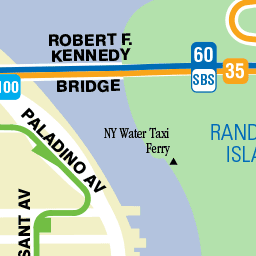 ROBERT F.
KENNEDY
BRIDGE
60
SBS
35
100
PALADINO AV
NY Water Taxi
Ferry
RAND
ISLA
SANT AV